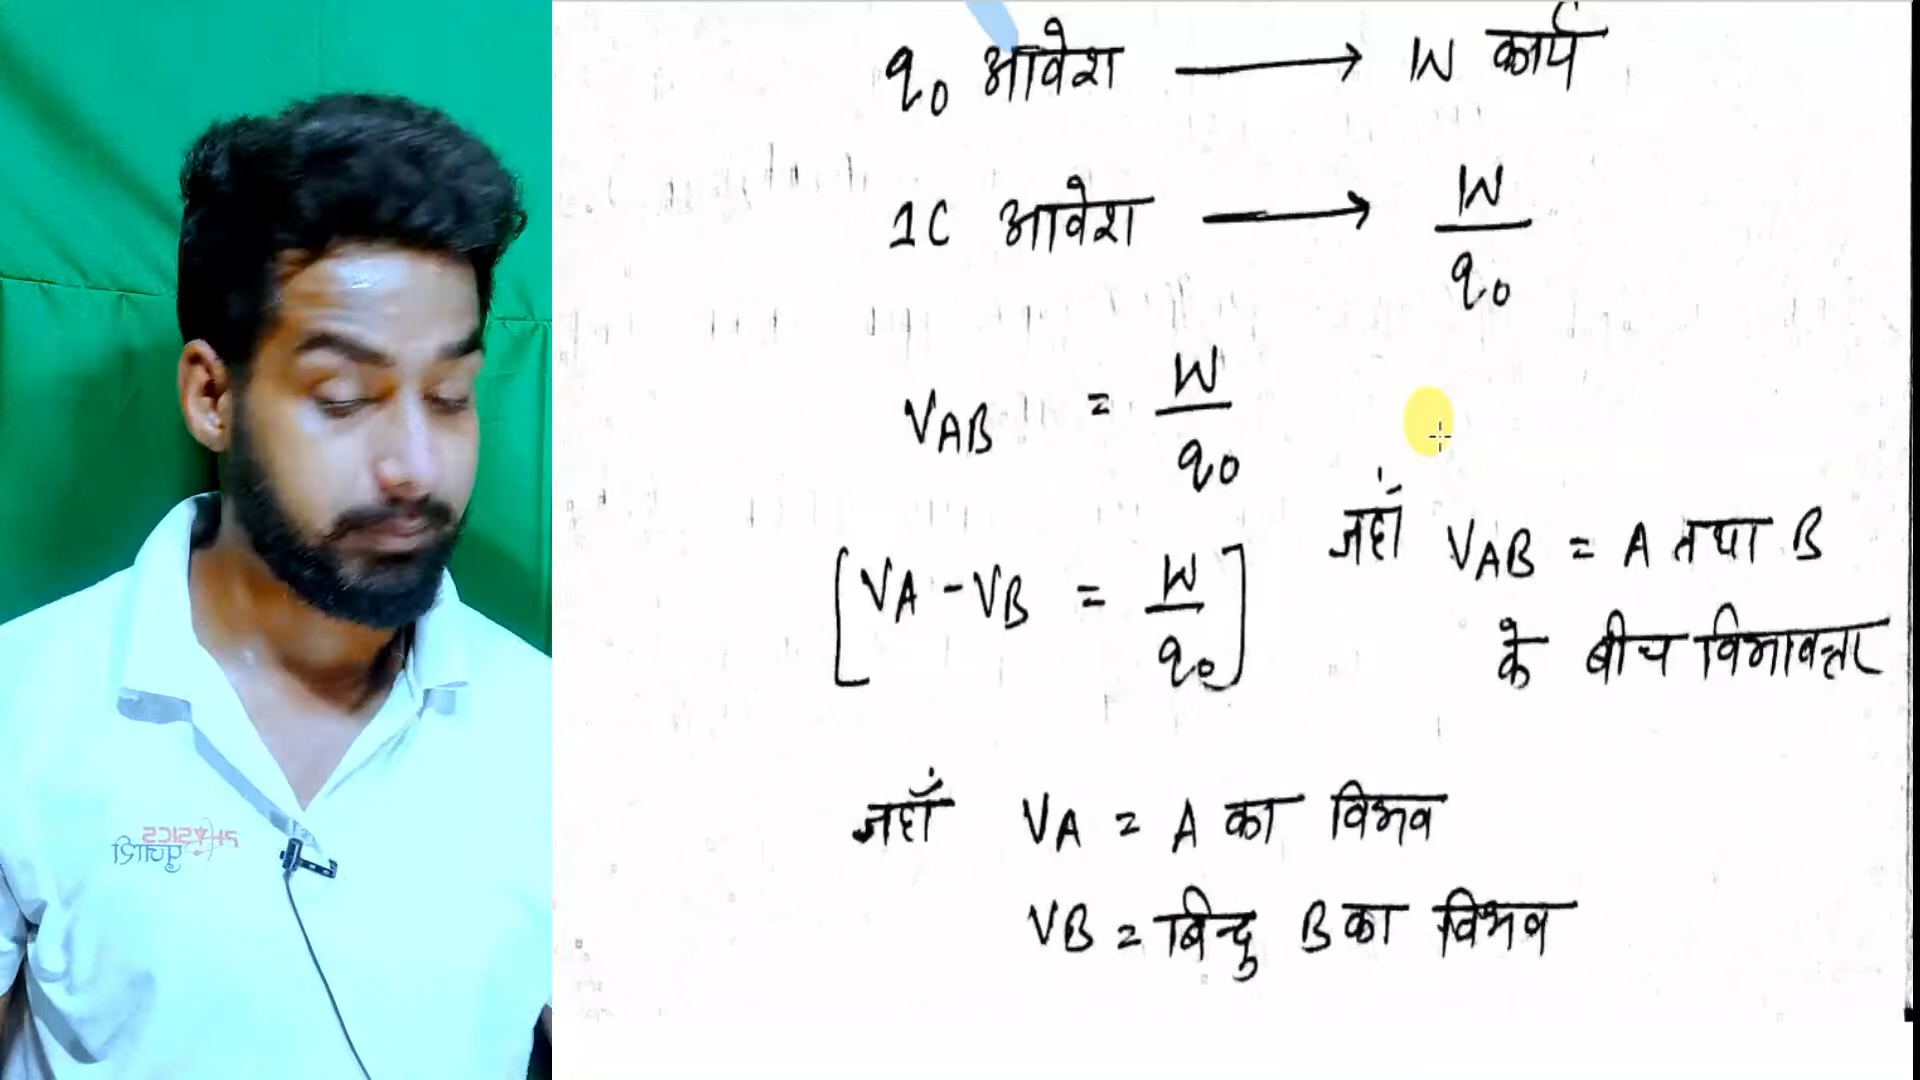 q₀ आवेश ⟶ W कार्य
1C आवेश ⟶ W/q₀
VAB = W/q₀
[VA - VB = W/q₀]
जहाँ VAB = A तथा B
के बीच विभवान्तर
जहाँ VA = A का विभव
VB = बिन्दु B का विभव
PHYSICS